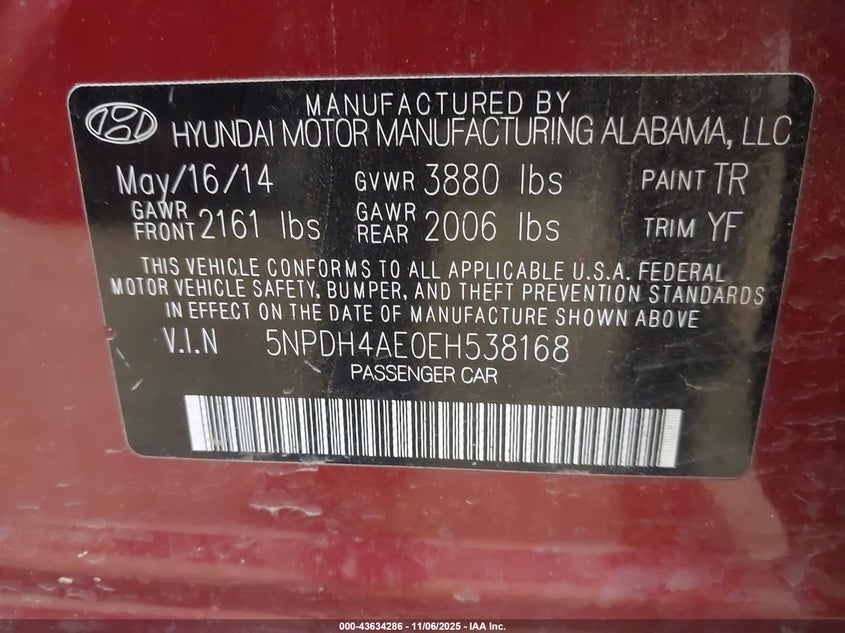 MANUFACTURED BY
HYUNDAI MOTOR MANUFACTURING ALABAMA, LLC
May/16/14 GVWR 3880 lbs PAINT TR
GAWR FRONT 2161 lbs GAWR REAR 2006 lbs TRIM YF
THIS VEHICLE CONFORMS TO ALL APPLICABLE U.S.A. FEDERAL
MOTOR VEHICLE SAFETY, BUMPER, AND THEFT PREVENTION STANDARDS
IN EFFECT ON THE DATE OF MANUFACTURE SHOWN ABOVE
V.I.N 5NPDH4AE0EH538168
PASSENGER CAR
000-43634286 - 11/06/2025 - IAA Inc.